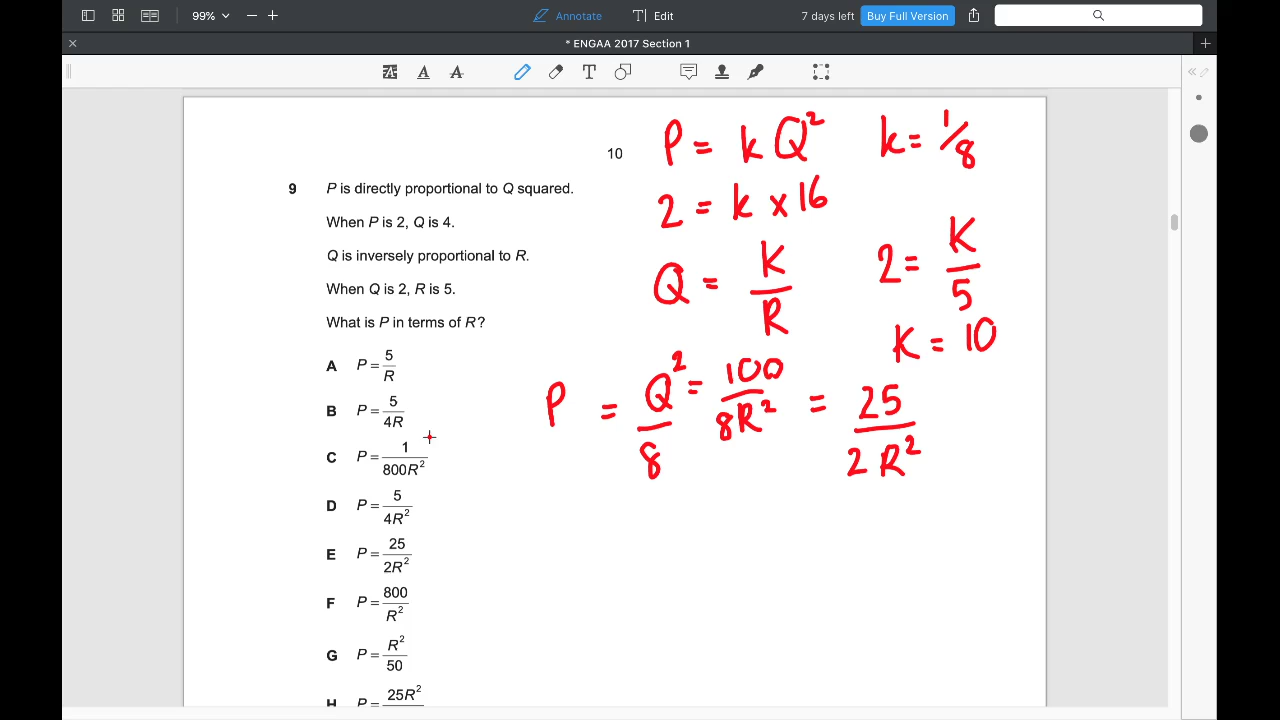 99%
Annotate
Edit
7 days left
Buy Full Version
* ENGAA 2017 Section 1
10
9 P is directly proportional to Q squared.
When P is 2, Q is 4.
Q is inversely proportional to R.
When Q is 2, R is 5.
What is P in terms of R?
A P = 5/R
B P = 5/4R
C P = 1/800R²
D P = 5/4R²
E P = 25/2R²
F P = 800/R²
G P = R²/50
H P = 25R²
P = kQ²
k = 1/8
2 = k × 16
Q = K/R
2 = K/5
K = 10
P = Q²/8 = 100/8R² = 25/2R²